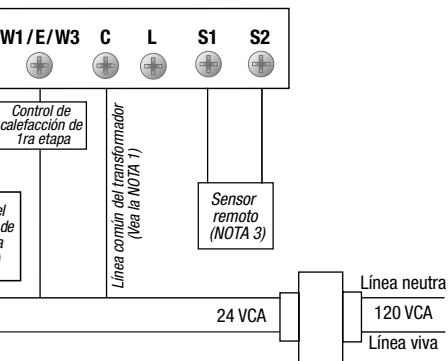 W1/E/W3 C L S1 S2
Control de
calefacción de
1ra etapa
Línea común del transformador
(Vea la NOTA 1)
Sensor
remoto
(NOTA 3)
de
24 VCA
Línea neutra
120 VCA
Línea viva